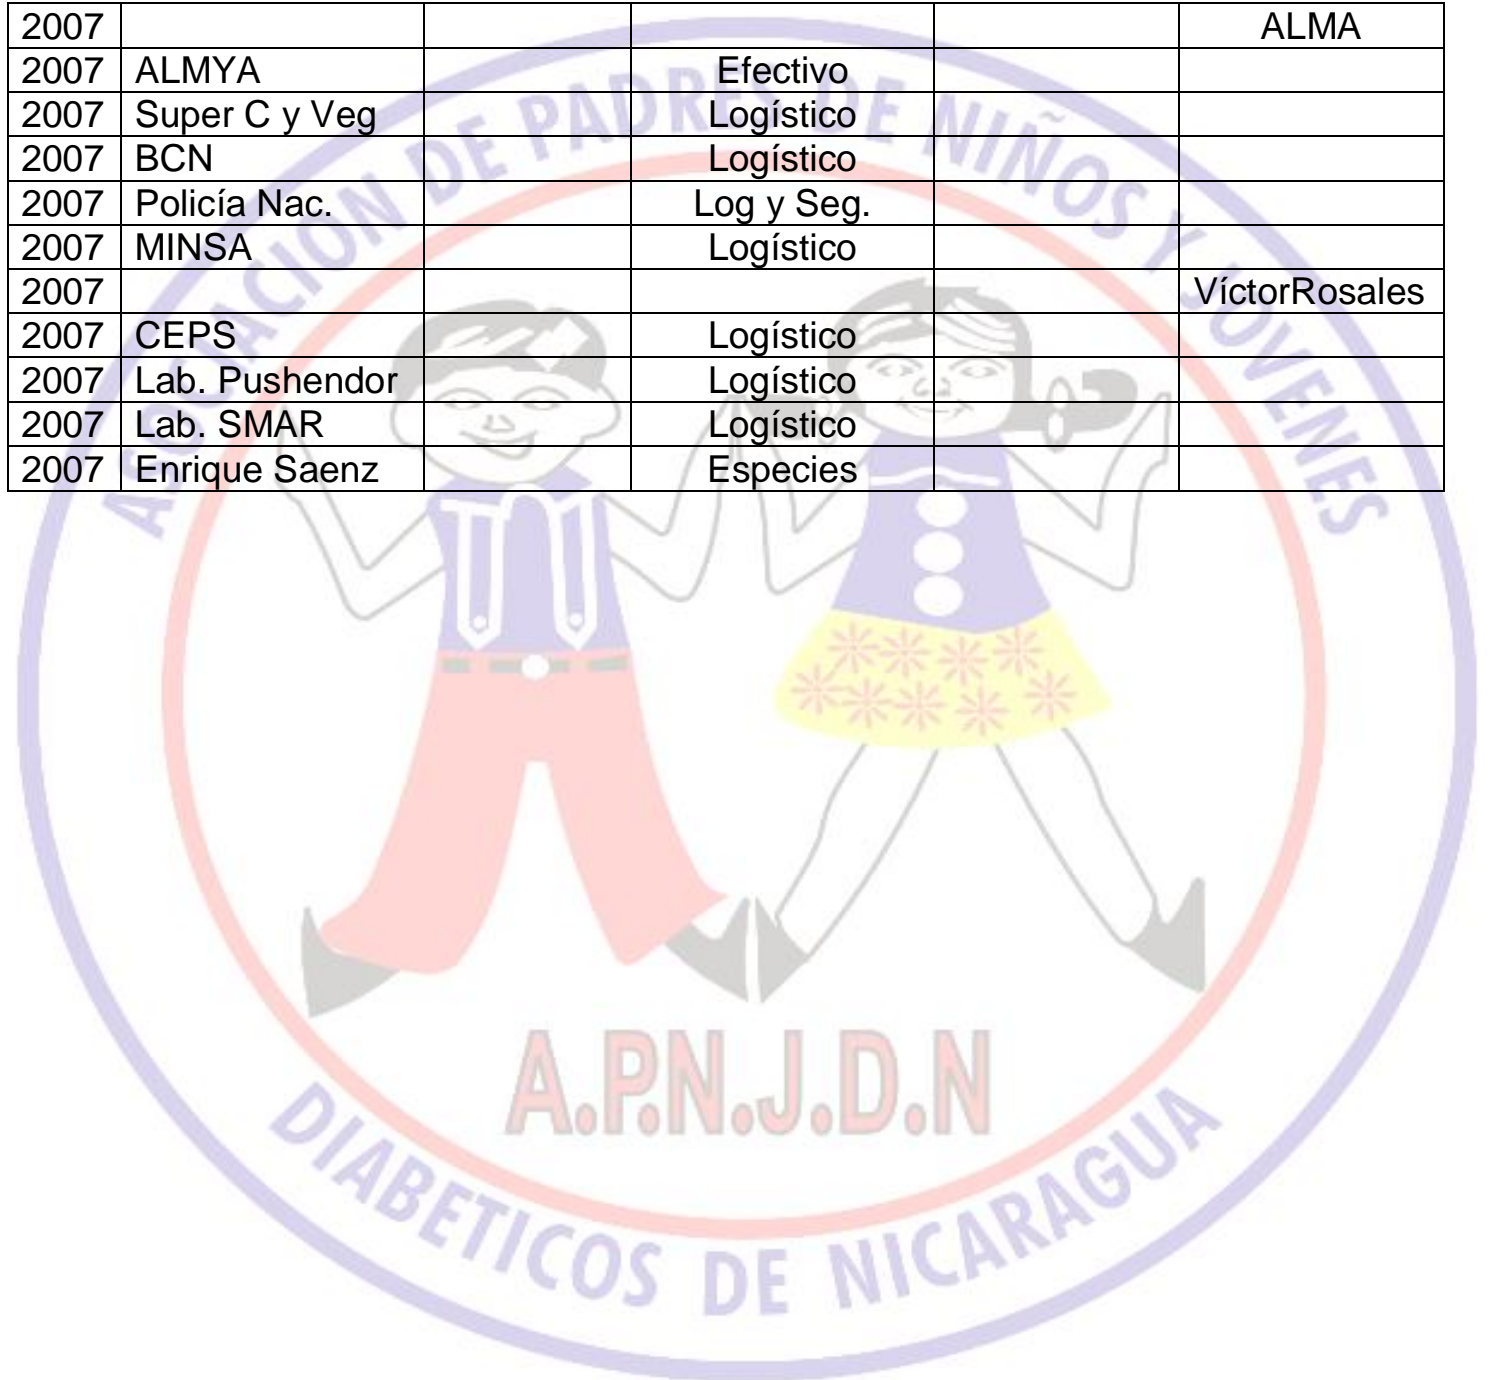 2007 ALMA
2007 ALMYA Efectivo
2007 Super C y Veg Logístico
2007 BCN Logístico
2007 Policía Nac. Log y Seg.
2007 MINSA Logístico
2007 VíctorRosales
2007 CEPS Logístico
2007 Lab. Pushendor Logístico
2007 Lab. SMAR Logístico
2007 Enrique Saenz Especies
ASOCIACION DE PADRES DE NIÑOS Y JOVENES
A.P.N.J.D.N
DIABETICOS DE NICARAGUA